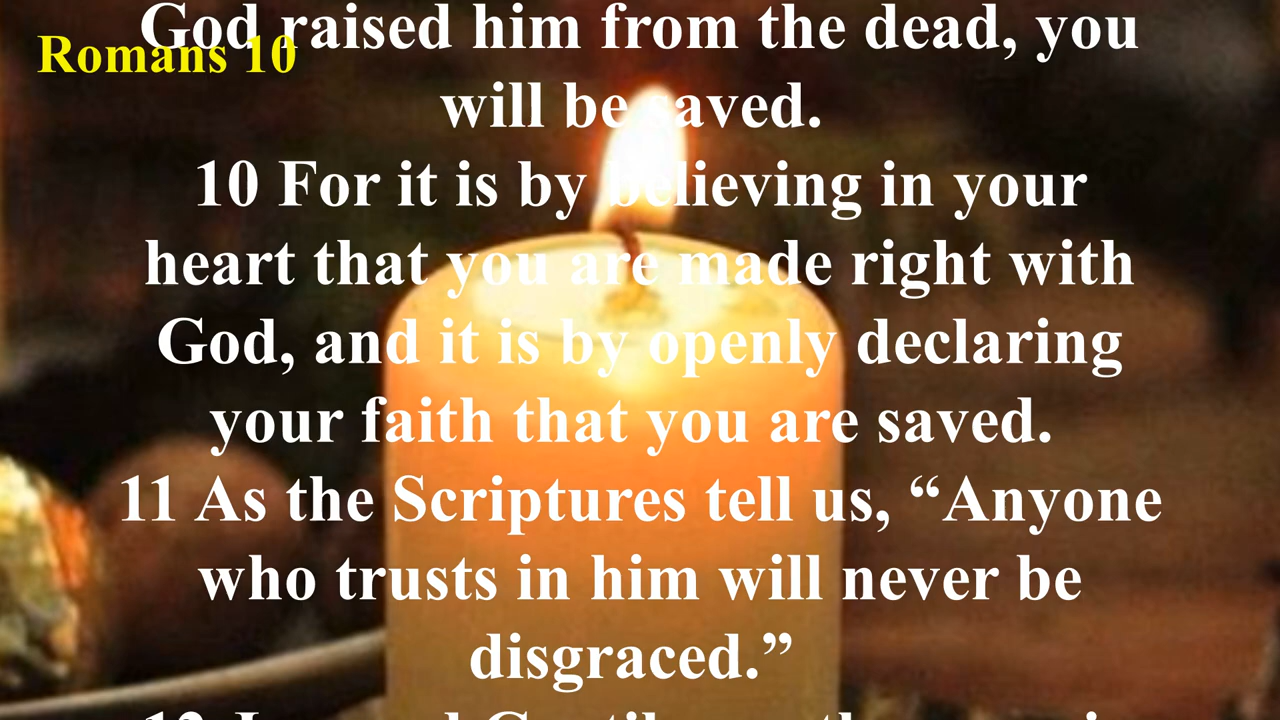 God raised him from the dead, you
Romans 10
will be saved.
10 For it is by believing in your
heart that you are made right with
God, and it is by openly declaring
your faith that you are saved.
11 As the Scriptures tell us, “Anyone
who trusts in him will never be
disgraced.”